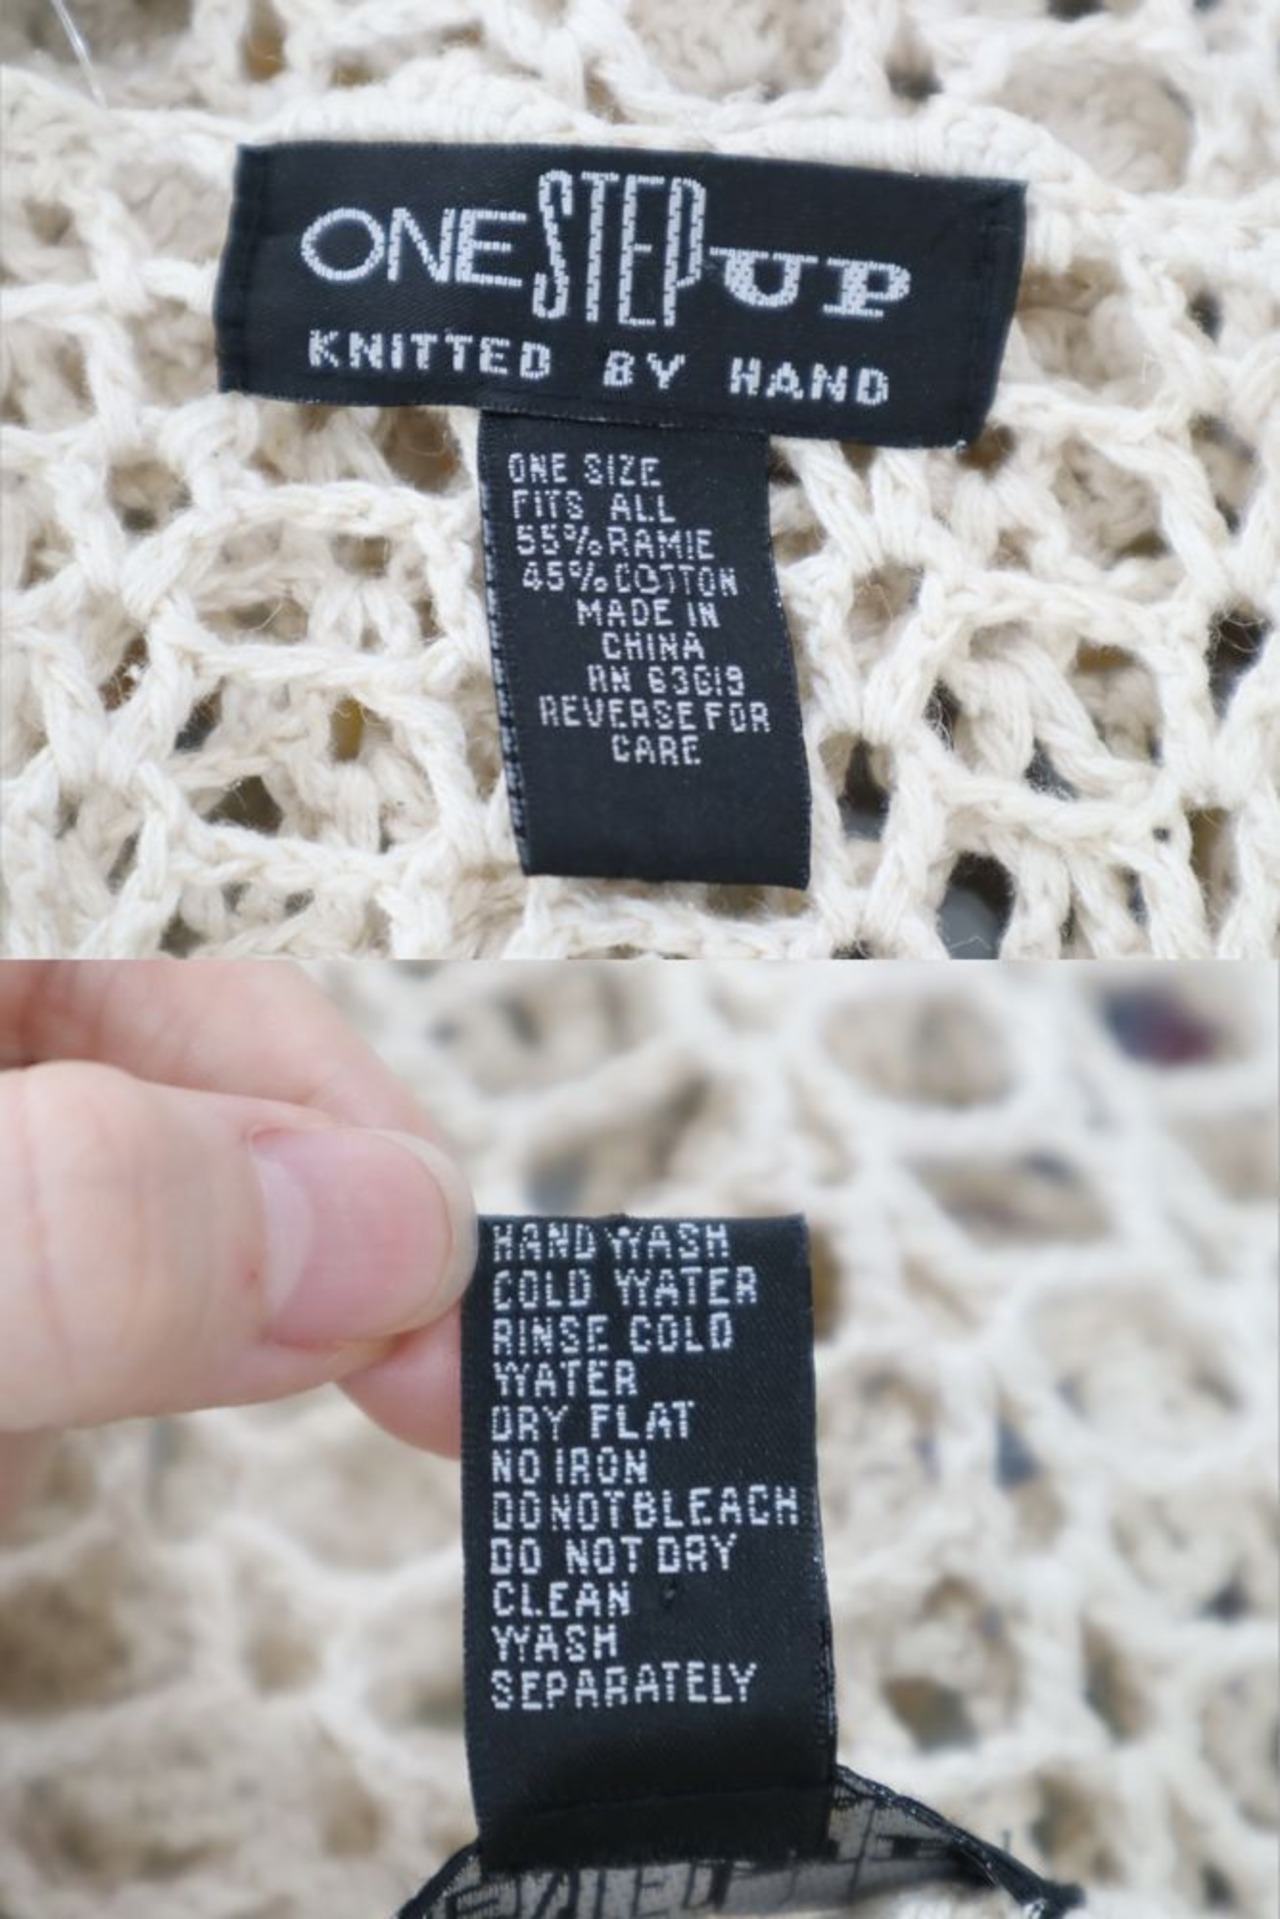 ONE STEP UP
KNITTED BY HAND
ONE SIZE
FITS ALL
55% RAMIE
45% COTTON
MADE IN
CHINA
RN 63619
REVERSE FOR
CARE
HAND WASH
COLD WATER
RINSE COLD
WATER
DRY FLAT
NO IRON
DO NOT BLEACH
DO NOT DRY
CLEAN
WASH
SEPARATELY